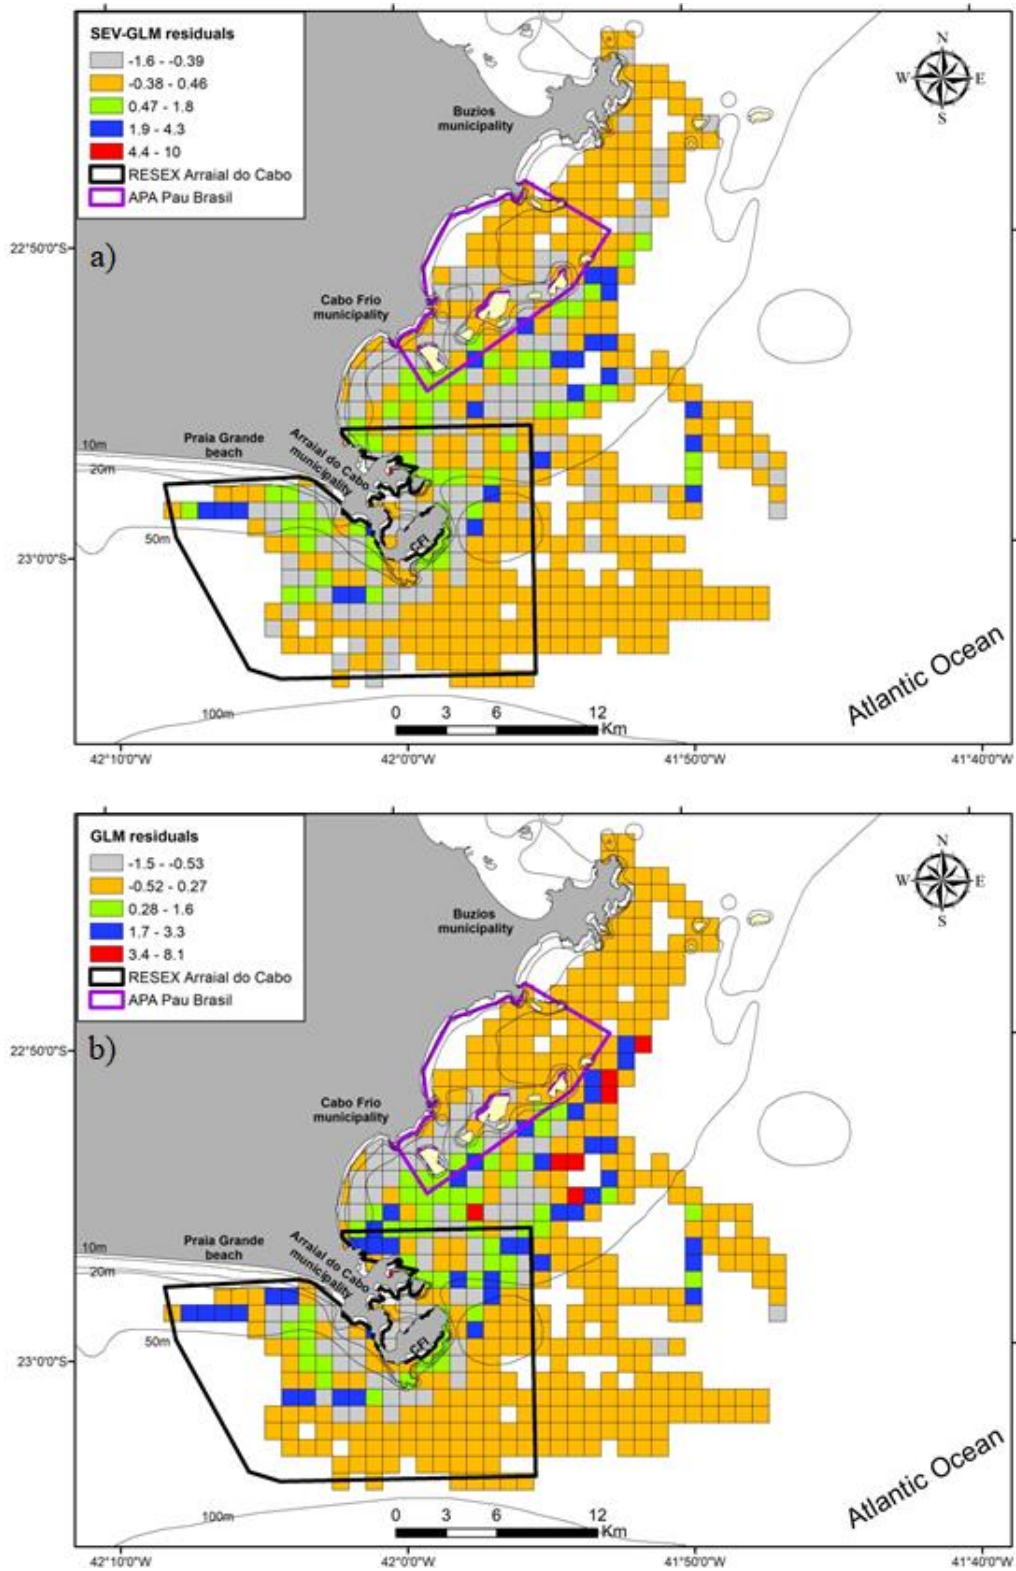 SEV-GLM residuals
-1.6 - -0.39
-0.38 - 0.46
0.47 - 1.8
1.9 - 4.3
4.4 - 10
RESEX Arraial do Cabo
APA Pau Brasil
N
W
E
S
Buzios
municipality
22°50'0"S
a)
Cabo Frio
municipality
Praia Grande
beach
Arraial do Cabo
municipality
10m
20m
50m
CFI
23°0'0"S
Atlantic Ocean
100m
0 3 6 12
Km
42°10'0"W
42°0'0"W
41°50'0"W
41°40'0"W
GLM residuals
-1.5 - -0.53
-0.52 - 0.27
0.28 - 1.6
1.7 - 3.3
3.4 - 8.1
RESEX Arraial do Cabo
APA Pau Brasil
N
W
E
S
Buzios
municipality
22°50'0"S
b)
Cabo Frio
municipality
Praia Grande
beach
Arraial do Cabo
municipality
10m
20m
50m
CFI
23°0'0"S
Atlantic Ocean
100m
0 3 6 12
Km
42°10'0"W
42°0'0"W
41°50'0"W
41°40'0"W